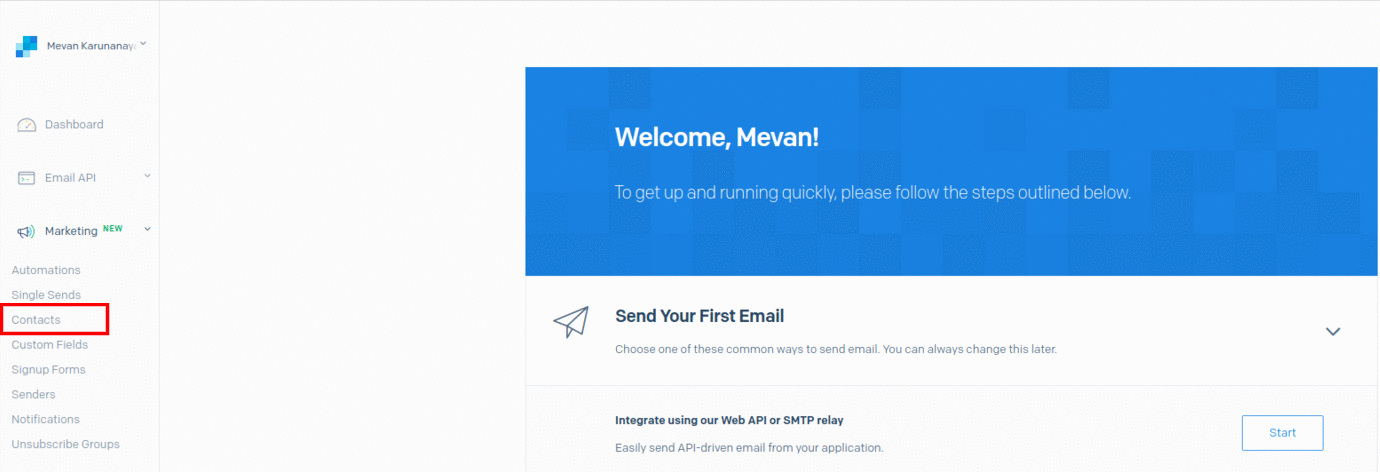 Mevan Karunanaya
Dashboard
Email API
Marketing NEW
Automations
Single Sends
Contacts
Custom Fields
Signup Forms
Senders
Notifications
Unsubscribe Groups
Welcome, Mevan!
To get up and running quickly, please follow the steps outlined below.
Send Your First Email
Choose one of these common ways to send email. You can always change this later.
Integrate using our Web API or SMTP relay
Easily send API-driven email from your application.
Start